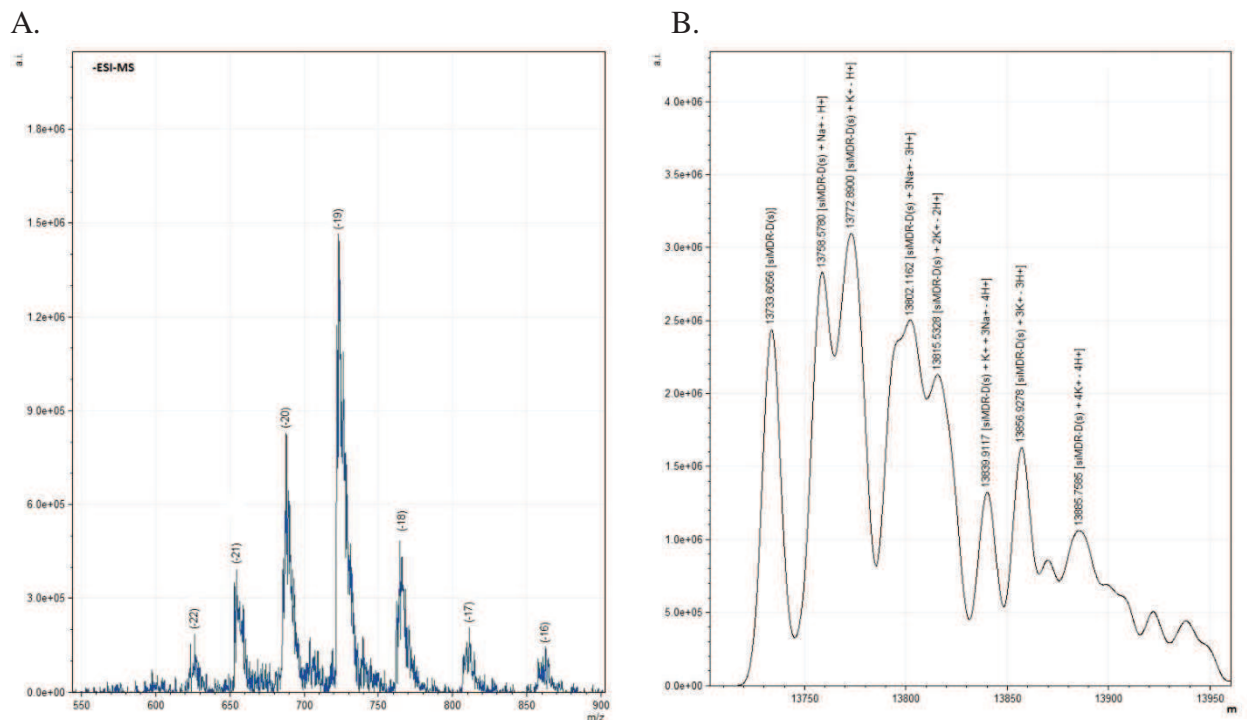 A.
B.
a.i.
-ESI-MS
1.8e+06
1.5e+06
1.2e+06
9.0e+05
6.0e+05
3.0e+05
0.0e+00
(-22)
(-21)
(-20)
(-19)
(-18)
(-17)
(-16)
550
600
650
700
750
800
850
900
m/z
a.i.
4.0e+06
3.5e+06
3.0e+06
2.5e+06
2.0e+06
1.5e+06
1.0e+06
5.0e+05
0.0e+00
13733.6056 [siMDR-D(s)]
13758.5780 [siMDR-D(s) + Na+ - H+]
13772.8900 [siMDR-D(s) + K+ - H+]
13802.1162 [siMDR-D(s) + 3Na+ - 3H+]
13815.5328 [siMDR-D(s) + 2K+ - 2H+]
13839.9117 [siMDR-D(s) + K+ + 3Na+ - 4H+]
13856.9278 [siMDR-D(s) + 3K+ - 3H+]
13885.7585 [siMDR-D(s) + 4K+ - 4H+]
13750
13800
13850
13900
13950
m